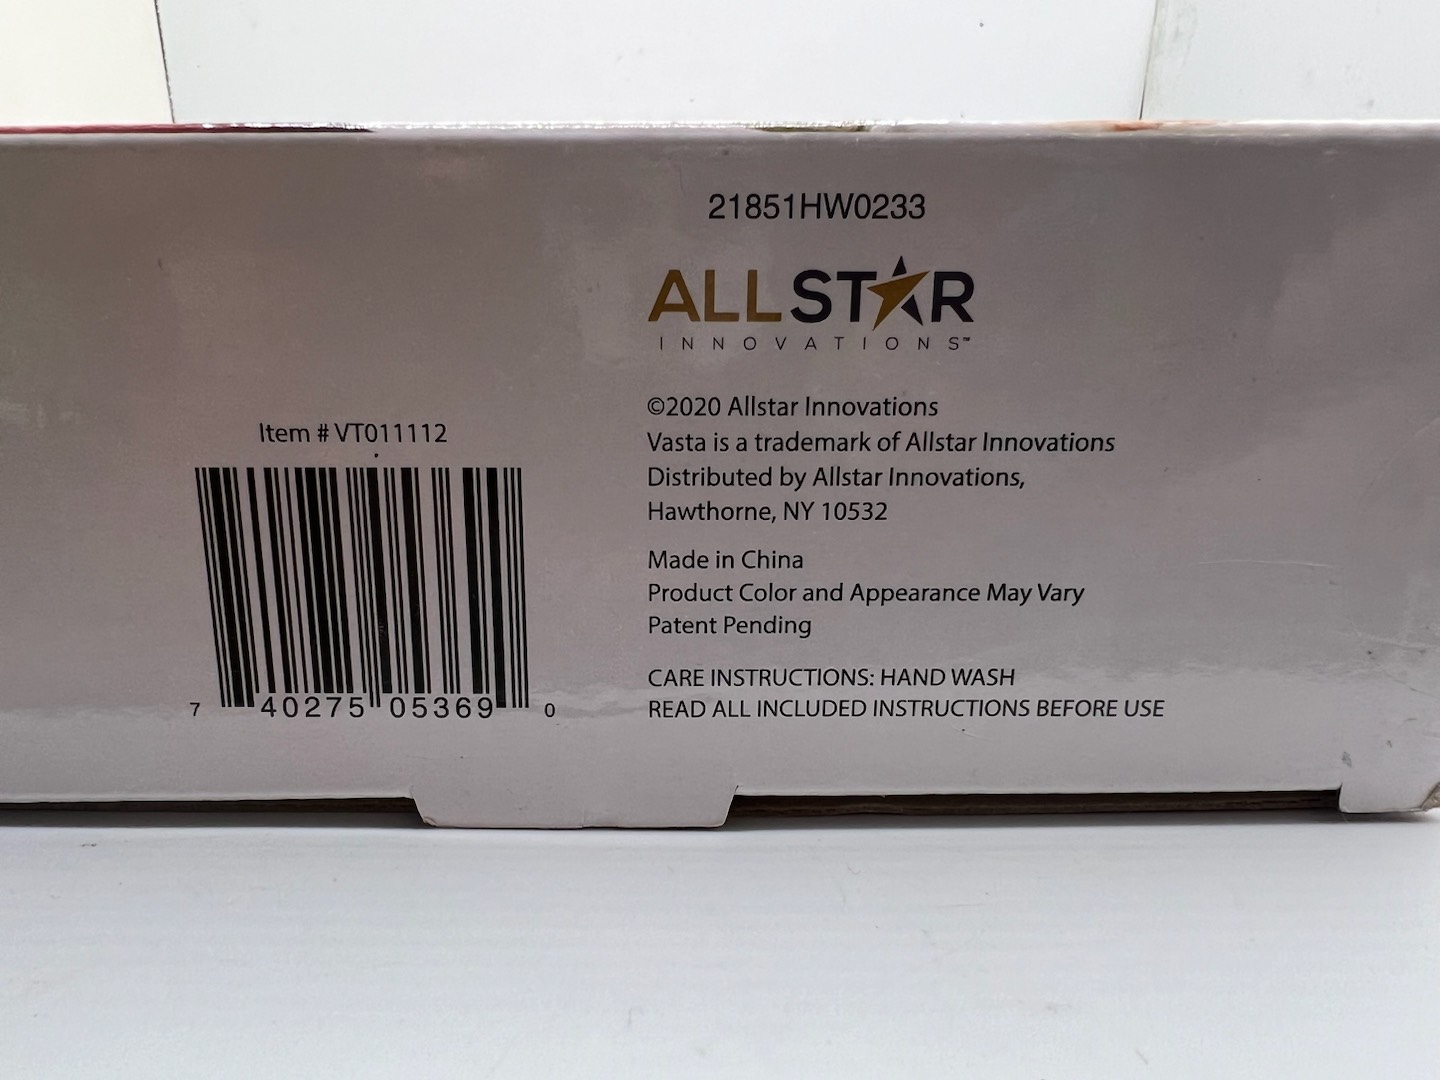 21851HW0233
ALLSTAR
INNOVATIONS™
©2020 Allstar Innovations
Vasta is a trademark of Allstar Innovations
Distributed by Allstar Innovations,
Hawthorne, NY 10532
Made in China
Product Color and Appearance May Vary
Patent Pending
CARE INSTRUCTIONS: HAND WASH
READ ALL INCLUDED INSTRUCTIONS BEFORE USE
Item # VT011112
7 40275 05369 0